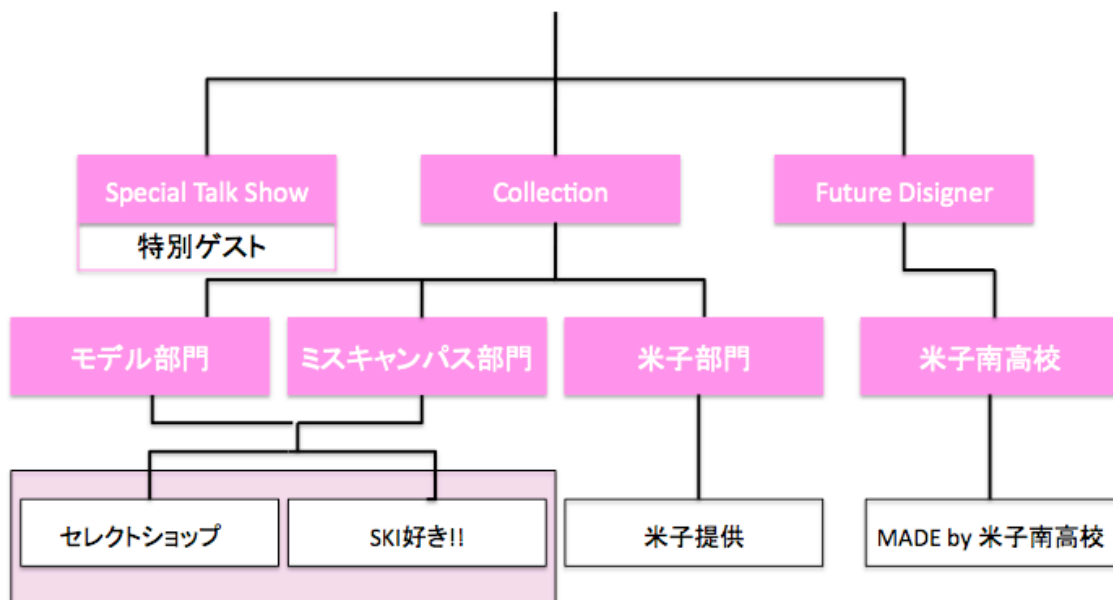 Special Talk Show
Collection
Future Disigner
特別ゲスト
モデル部門
ミスキャンパス部門
米子部門
米子南高校
セレクトショップ
SKI好き!!
米子提供
MADE by 米子南高校